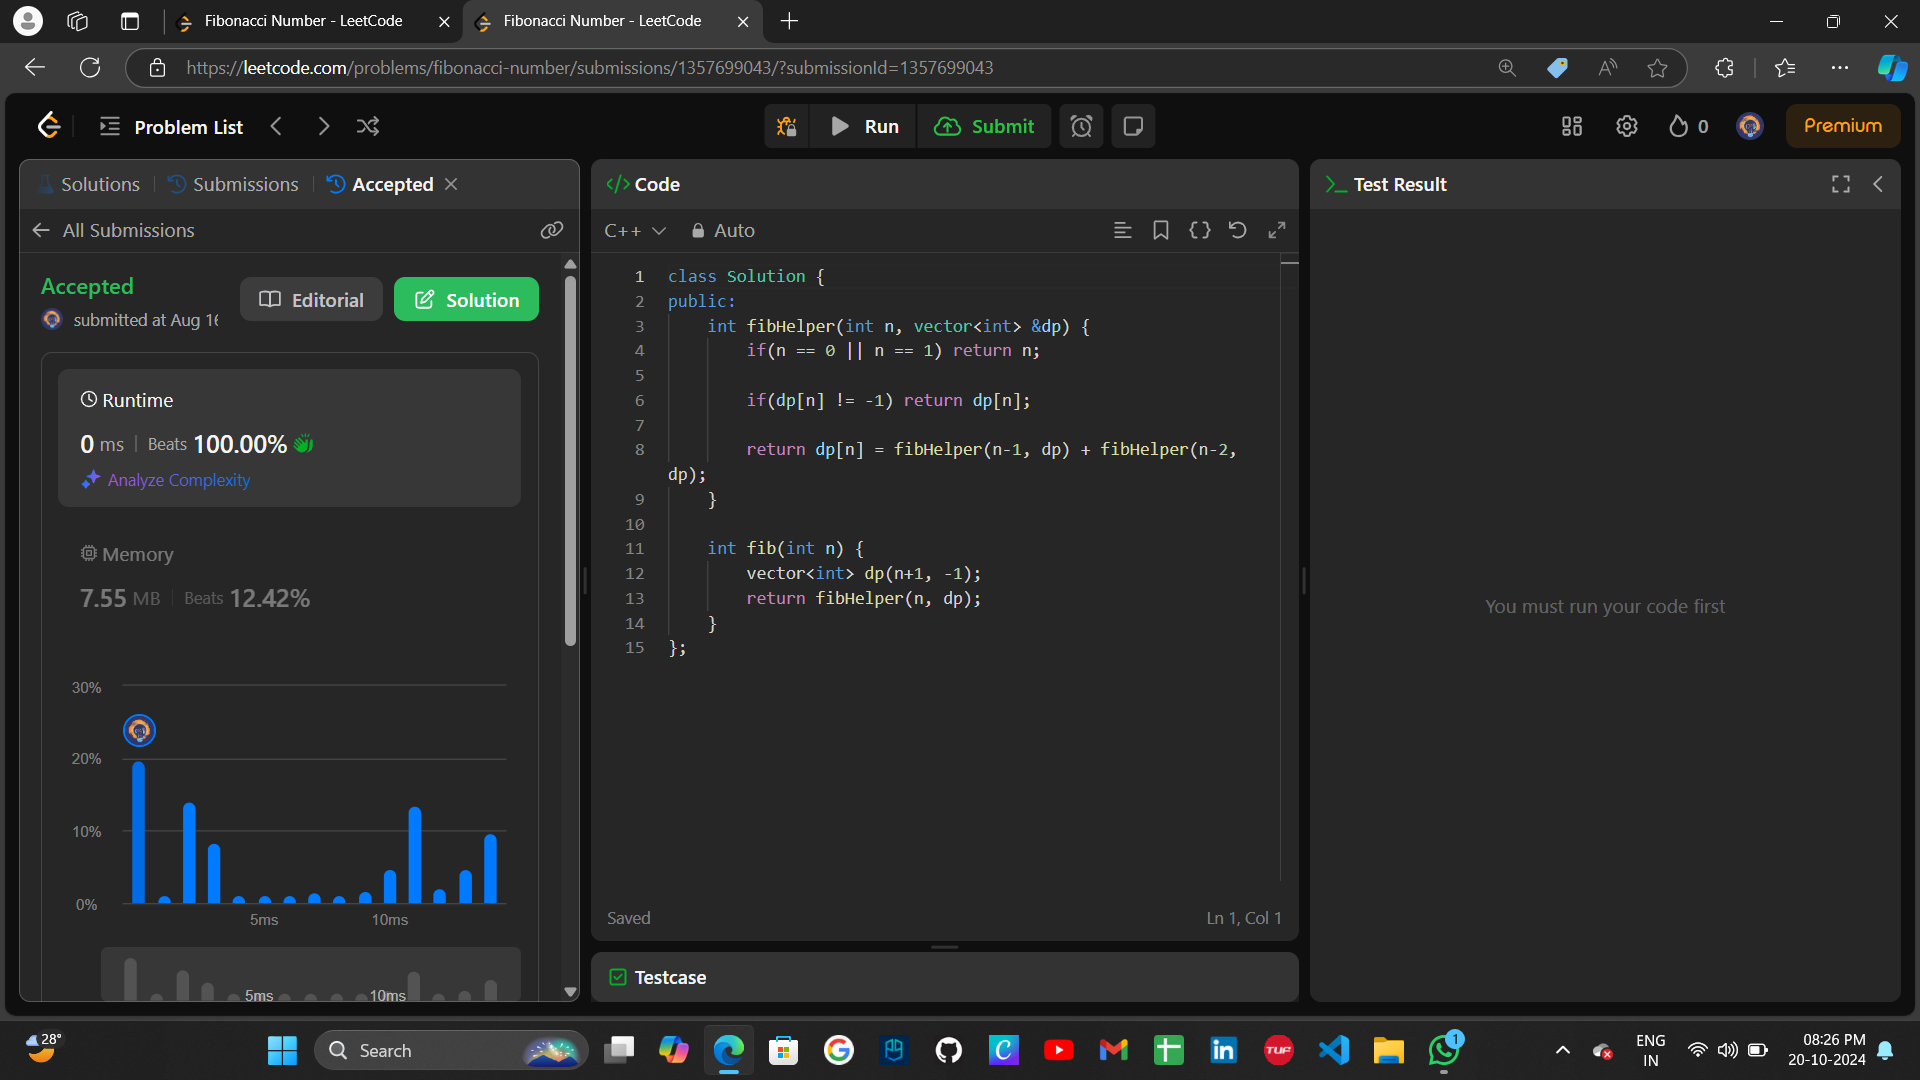 Fibonacci Number - LeetCode
Fibonacci Number - LeetCode
https://leetcode.com/problems/fibonacci-number/submissions/1357699043/?submissionId=1357699043
Problem List
Run
Submit
0
Premium
Solutions
Submissions
Accepted
All Submissions
Accepted
submitted at Aug 16
Editorial
Solution
Runtime
0 ms
Beats 100.00%
Analyze Complexity
Memory
7.55 MB
Beats 12.42%
30%
20%
10%
0%
5ms
10ms
5ms
10ms
Code
C++
Auto
1 class Solution {
2 public:
3 int fibHelper(int n, vector<int> &dp) {
4 if(n == 0 || n == 1) return n;
5
6 if(dp[n] != -1) return dp[n];
7
8 return dp[n] = fibHelper(n-1, dp) + fibHelper(n-2,
dp);
9 }
10
11 int fib(int n) {
12 vector<int> dp(n+1, -1);
13 return fibHelper(n, dp);
14 }
15 };
Saved
Ln 1, Col 1
Testcase
Test Result
You must run your code first
28°
Search
TUF
1
ENG
IN
08:26 PM
20-10-2024